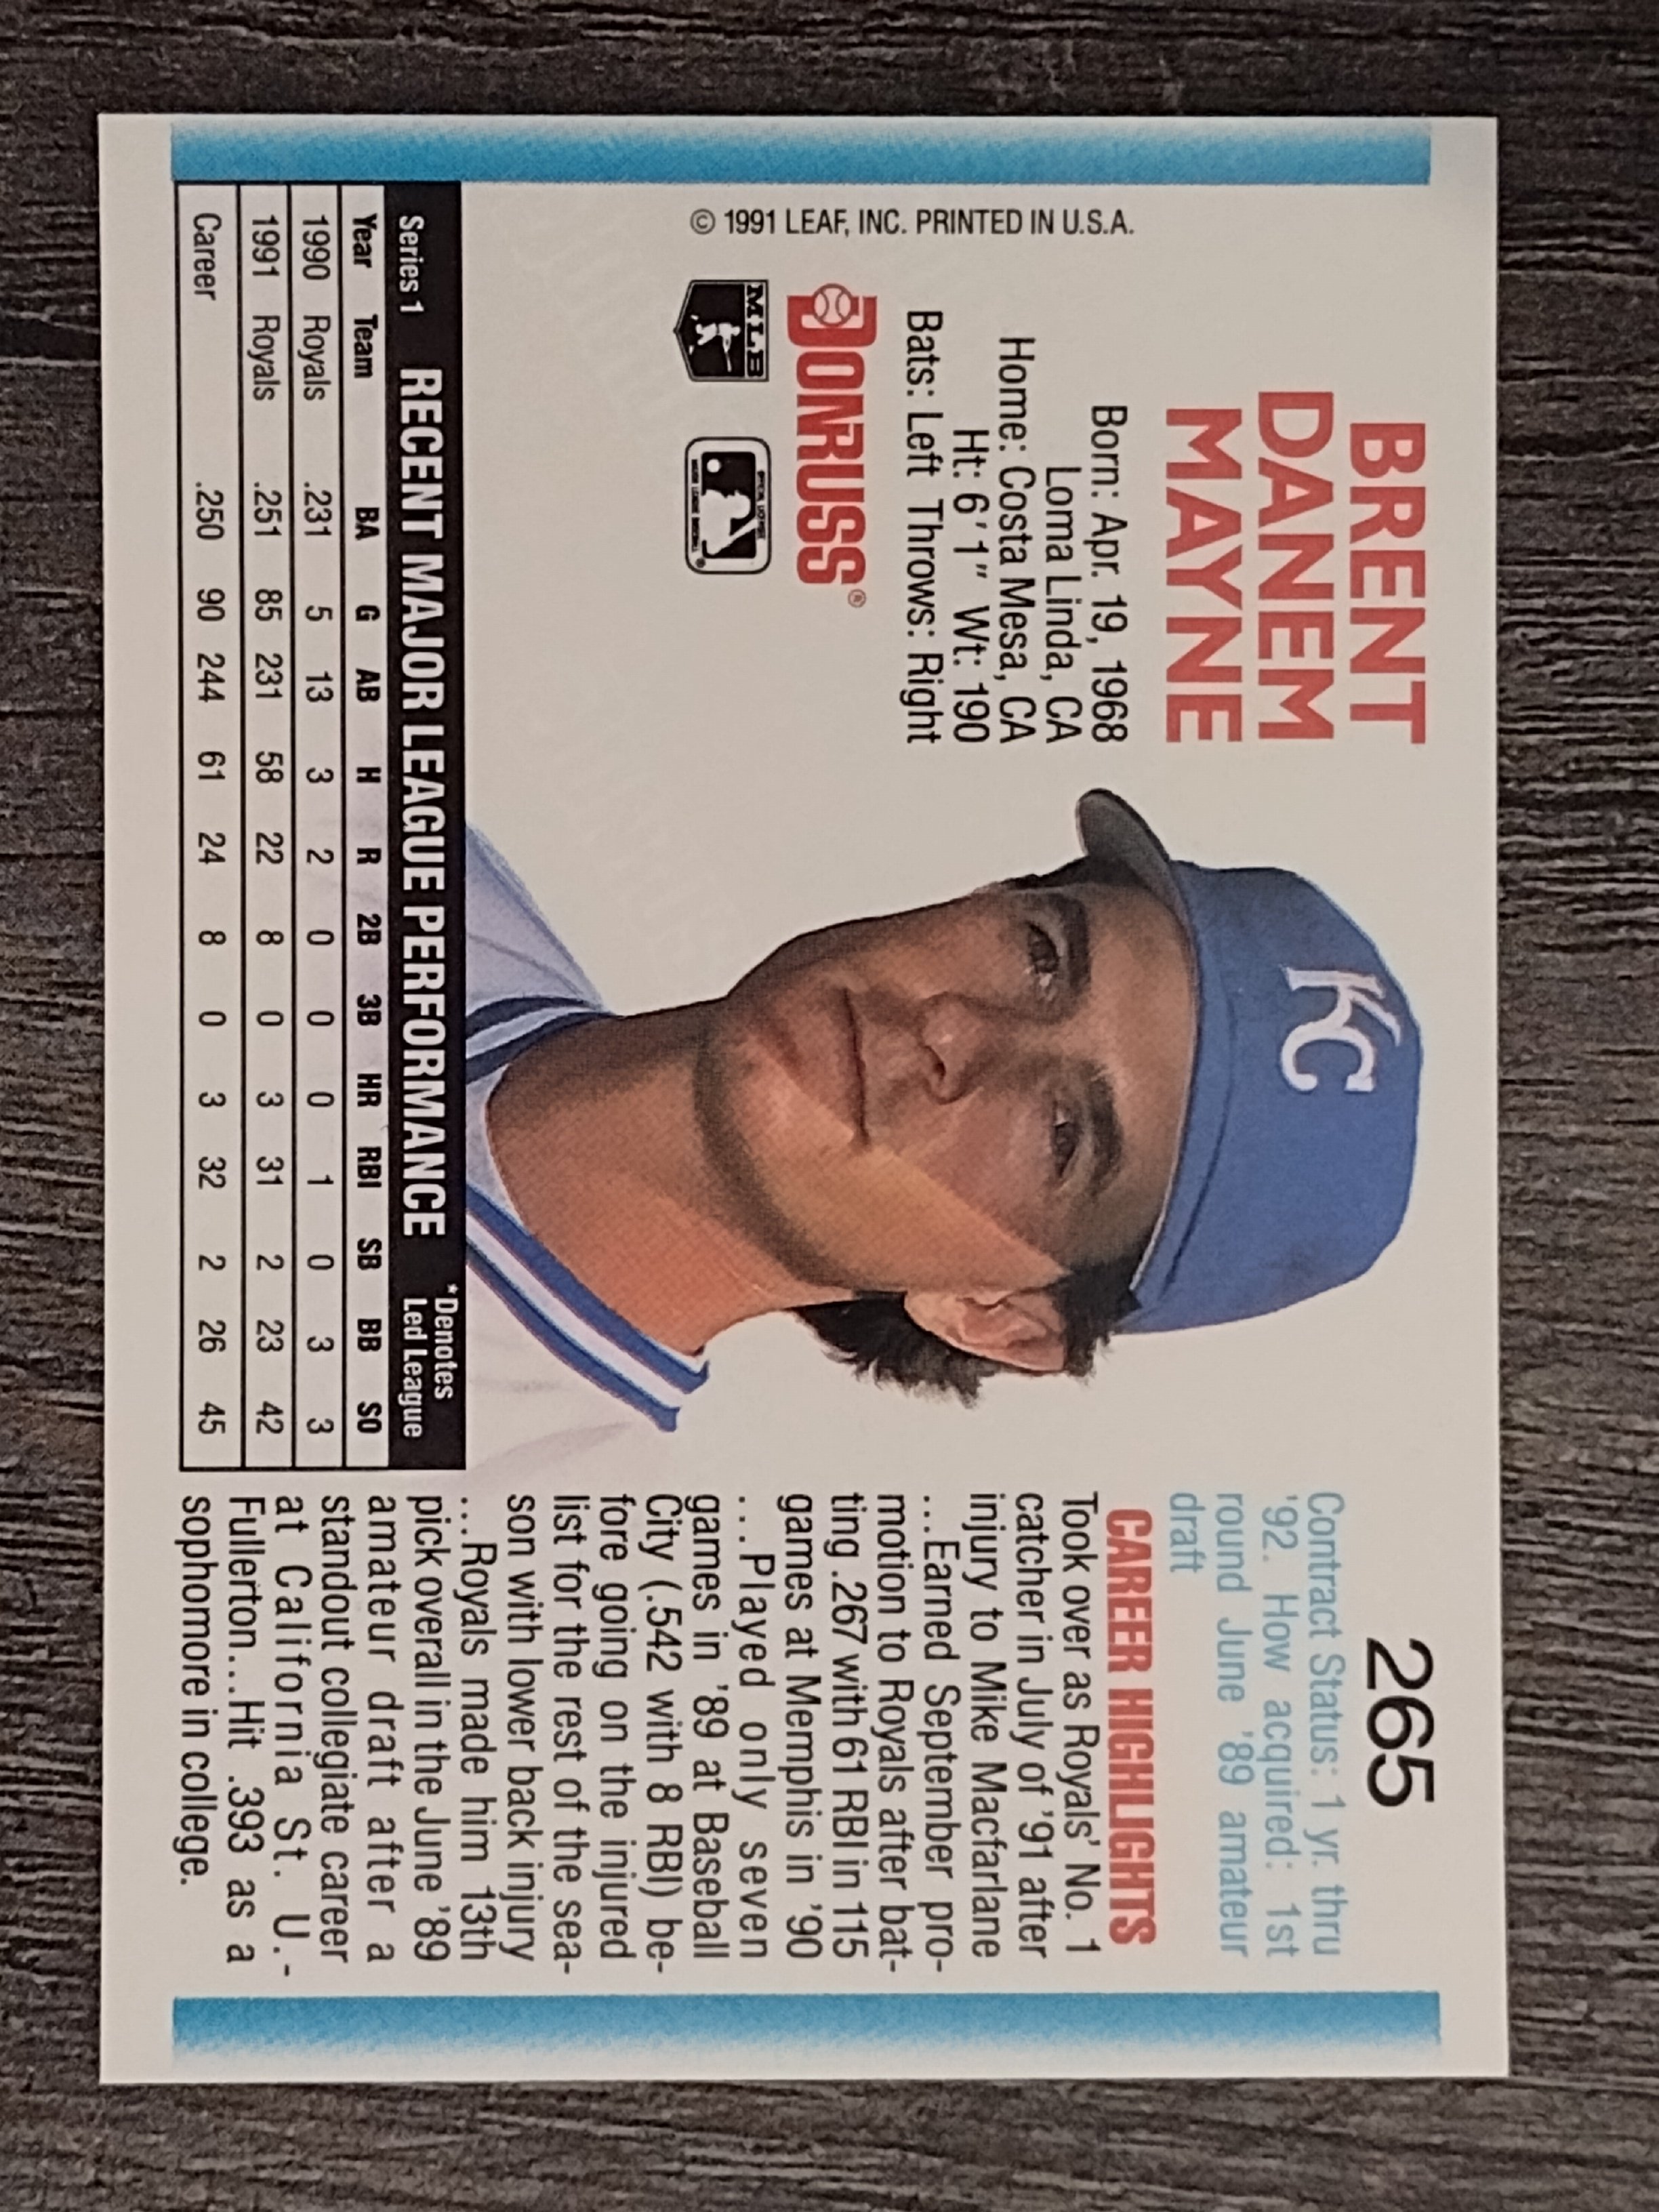 BRENT
DANEM
MAYNE
Born: Apr. 19, 1968
Loma Linda, CA
Home: Costa Mesa, CA
Ht: 6'1" Wt: 190
Bats: Left Throws: Right
DONRUSS®
MLB
© 1991 LEAF, INC. PRINTED IN U.S.A.
KC
265
Contract Status: 1 yr. thru
'92. How acquired: 1st
round June '89 amateur
draft
CAREER HIGHLIGHTS
Took over as Royals' No. 1
catcher in July of '91 after
injury to Mike Macfarlane
...Earned September pro-
motion to Royals after bat-
ting .267 with 61 RBI in 115
games at Memphis in '90
...Played only seven
games in '89 at Baseball
City (.542 with 8 RBI) be-
fore going on the injured
list for the rest of the sea-
son with lower back injury
...Royals made him 13th
pick overall in the June '89
amateur draft after a
standout collegiate career
at California St. U.-
Fullerton...Hit .393 as a
sophomore in college.
Series 1 RECENT MAJOR LEAGUE PERFORMANCE *Denotes
Led League
Year Team BA G AB H R 2B 3B HR RBI SB BB SO
1990 Royals .231 5 13 3 2 0 0 0 1 0 3 3
1991 Royals .251 85 231 58 22 8 0 3 31 2 23 42
Career .250 90 244 61 24 8 0 3 32 2 26 45